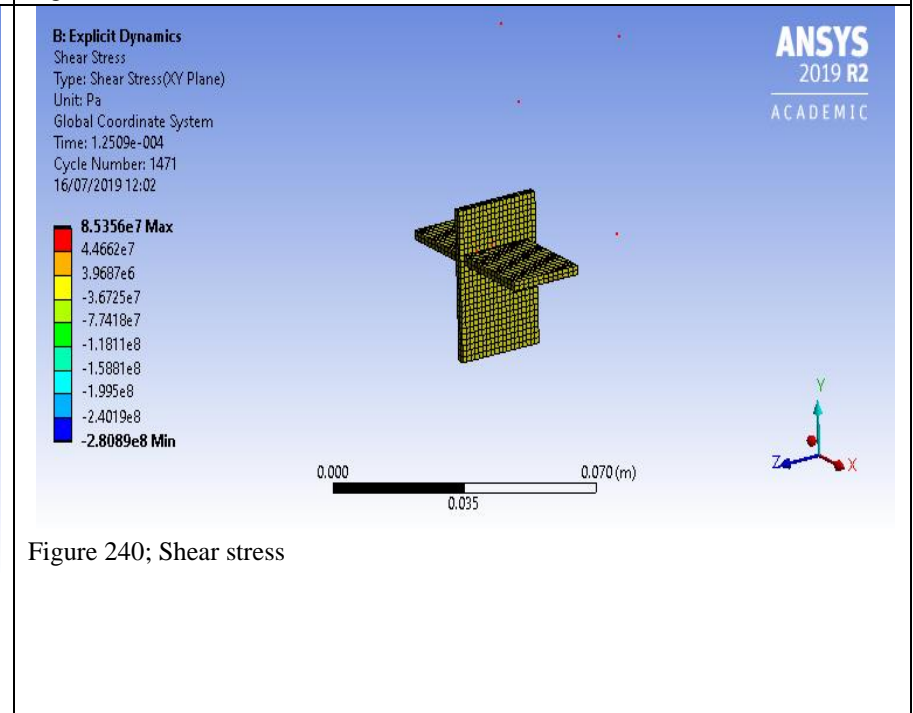 B: Explicit Dynamics
Shear Stress
Type: Shear Stress(XY Plane)
Unit: Pa
Global Coordinate System
Time: 1.2509e-004
Cycle Number: 1471
16/07/2019 12:02
8.5356e7 Max
4.4662e7
3.9687e6
-3.6725e7
-7.7418e7
-1.1811e8
-1.5881e8
-1.995e8
-2.4019e8
-2.8089e8 Min
ANSYS
2019 R2
ACADEMIC
Y
Z
X
0.000
0.070 (m)
0.035
Figure 240; Shear stress